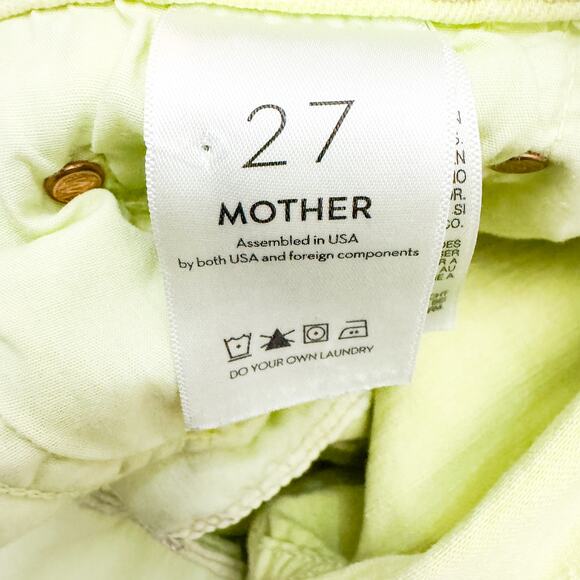 27
MOTHER
Assembled in USA
by both USA and foreign components
DO YOUR OWN LAUNDRY